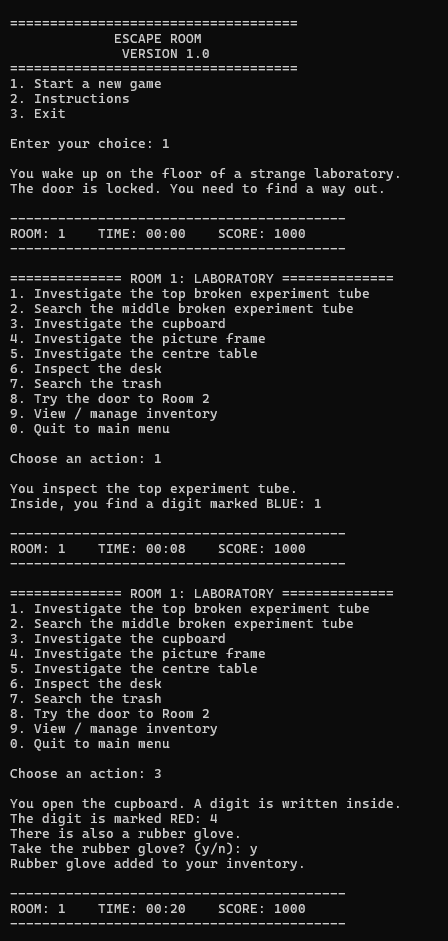 ====================================
             ESCAPE ROOM
              VERSION 1.0
====================================
1. Start a new game
2. Instructions
3. Exit

Enter your choice: 1

You wake up on the floor of a strange laboratory.
The door is locked. You need to find a way out.

------------------------------------------
ROOM: 1    TIME: 00:00    SCORE: 1000
------------------------------------------

============== ROOM 1: LABORATORY ==============
1. Investigate the top broken experiment tube
2. Search the middle broken experiment tube
3. Investigate the cupboard
4. Investigate the picture frame
5. Investigate the centre table
6. Inspect the desk
7. Search the trash
8. Try the door to Room 2
9. View / manage inventory
0. Quit to main menu

Choose an action: 1

You inspect the top experiment tube.
Inside, you find a digit marked BLUE: 1

------------------------------------------
ROOM: 1    TIME: 00:08    SCORE: 1000
------------------------------------------

============== ROOM 1: LABORATORY ==============
1. Investigate the top broken experiment tube
2. Search the middle broken experiment tube
3. Investigate the cupboard
4. Investigate the picture frame
5. Investigate the centre table
6. Inspect the desk
7. Search the trash
8. Try the door to Room 2
9. View / manage inventory
0. Quit to main menu

Choose an action: 3

You open the cupboard. A digit is written inside.
The digit is marked RED: 4
There is also a rubber glove.
Take the rubber glove? (y/n): y
Rubber glove added to your inventory.

------------------------------------------
ROOM: 1    TIME: 00:20    SCORE: 1000
------------------------------------------